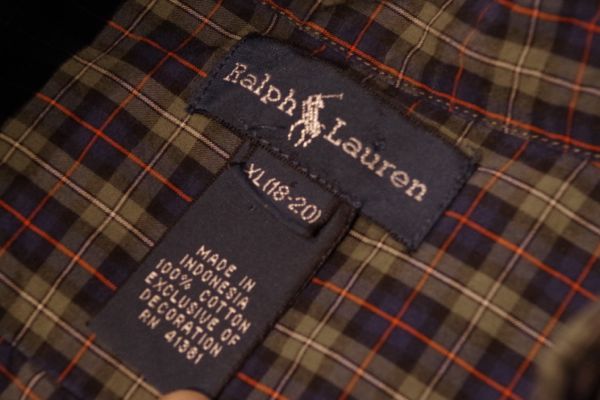 Ralph Lauren
XL(18-20)
MADE IN
INDONESIA
100% COTTON
EXCLUSIVE OF
DECORATION
RN 41381